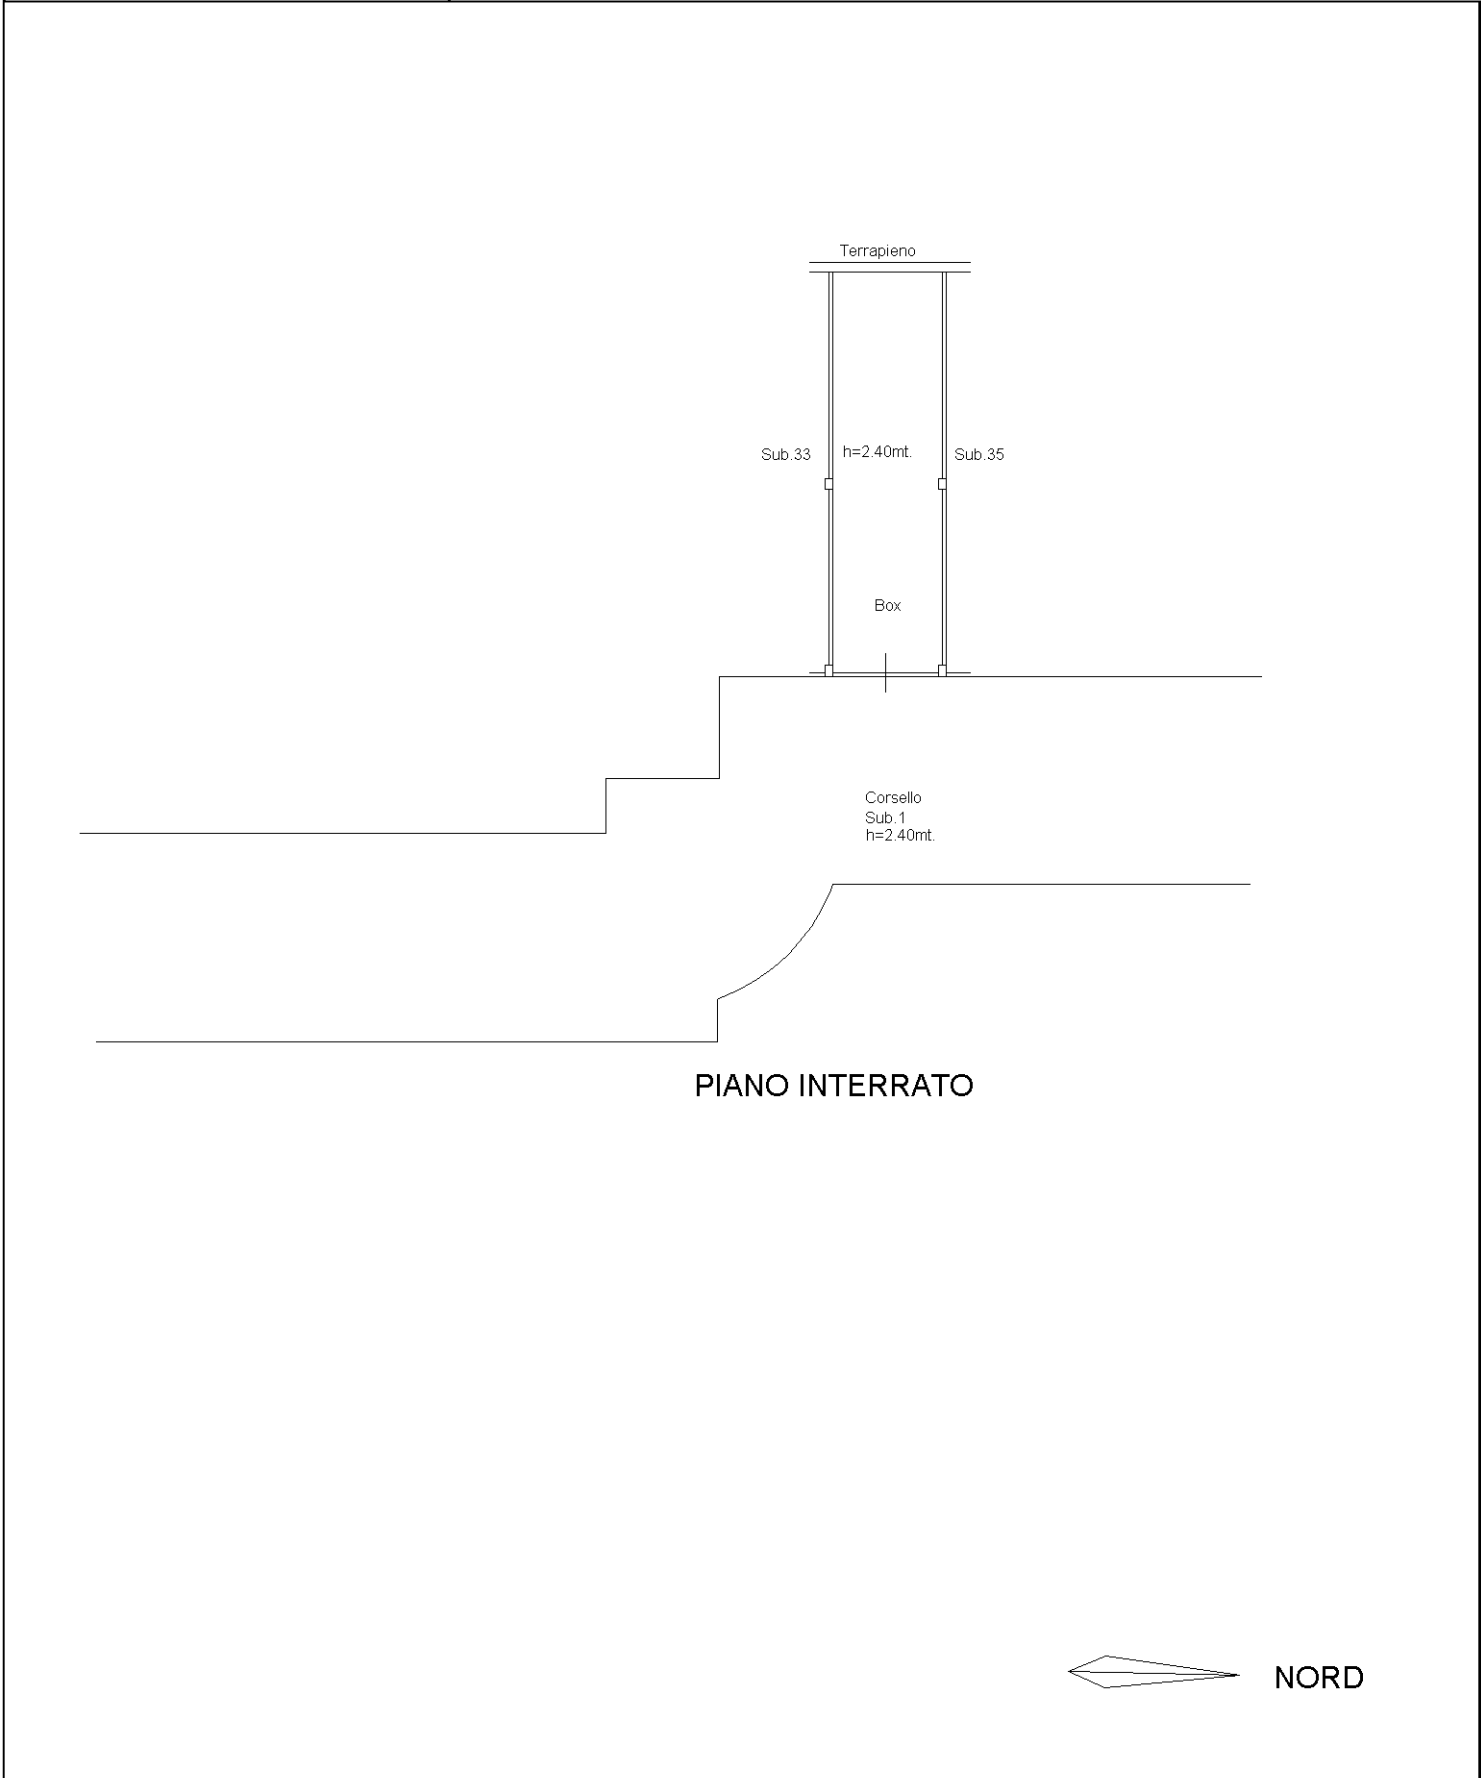 Terrapieno
Sub.33
h=2.40mt.
Sub.35
Box
Corsello
Sub.1
h=2.40mt.
PIANO INTERRATO
NORD